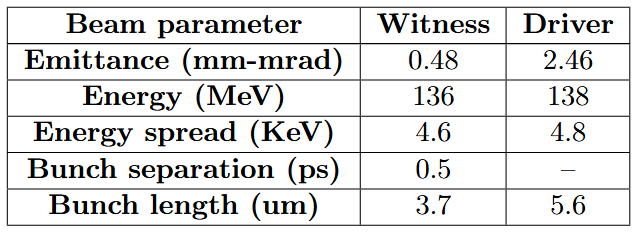 Beam parameter Witness Driver
Emittance (mm-mrad) 0.48 2.46
Energy (MeV) 136 138
Energy spread (KeV) 4.6 4.8
Bunch separation (ps) 0.5 –
Bunch length (um) 3.7 5.6